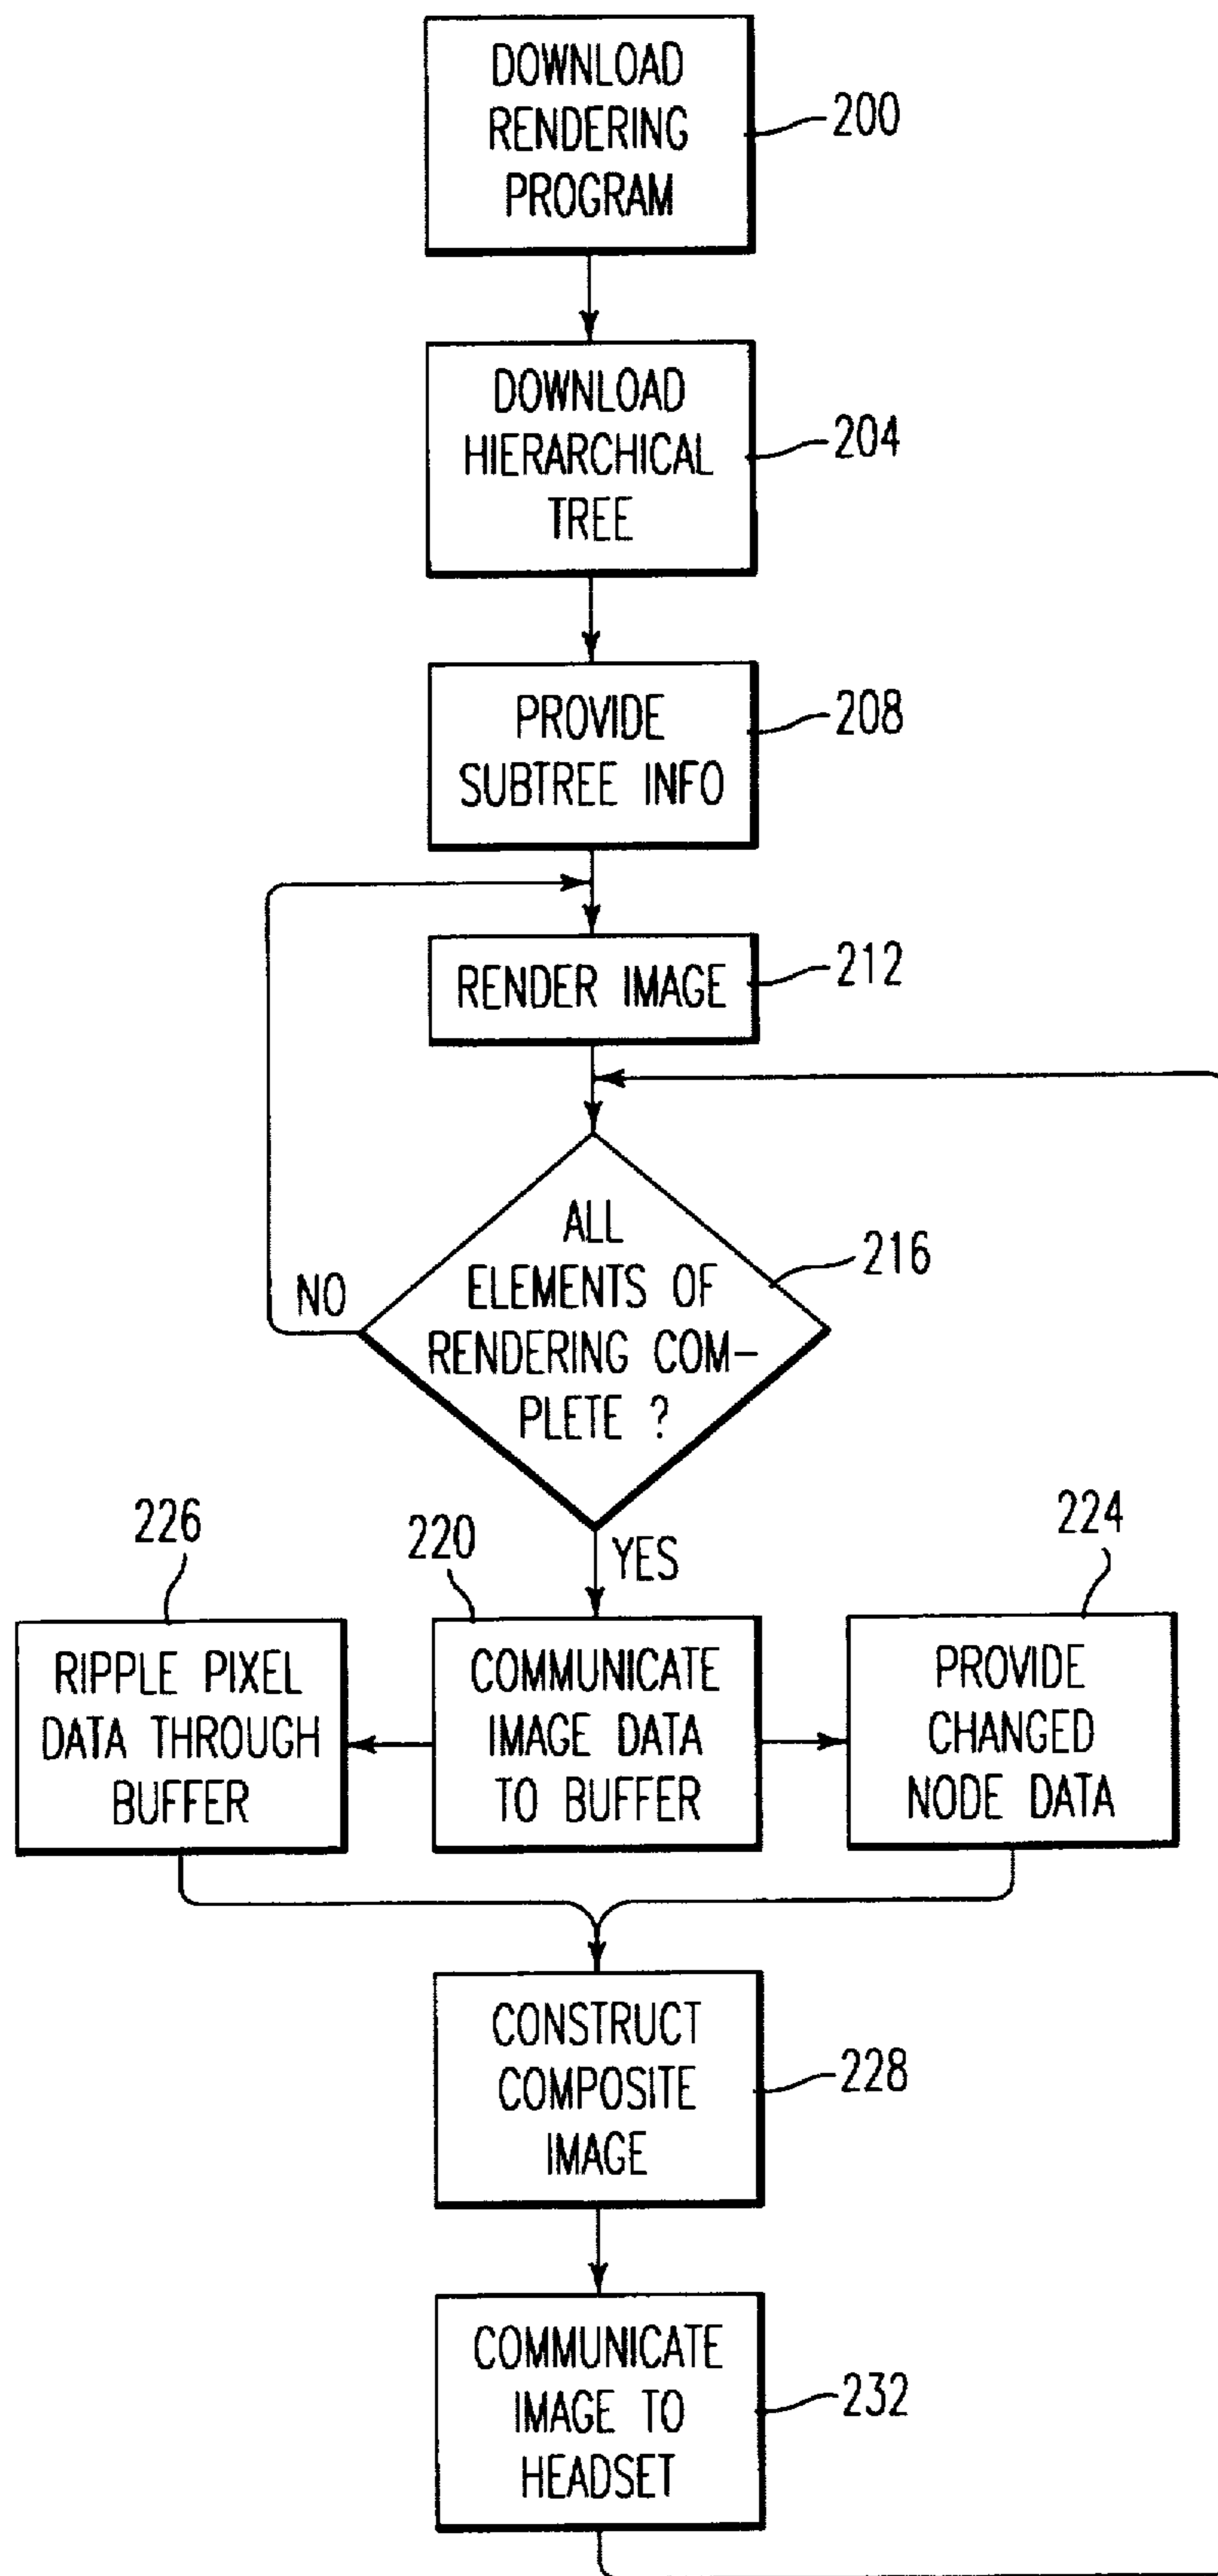 DOWNLOAD
RENDERING
PROGRAM
200
DOWNLOAD
HIERARCHICAL
TREE
204
PROVIDE
SUBTREE INFO
208
RENDER IMAGE
212
ALL
ELEMENTS OF
RENDERING COM-
PLETE ?
216
NO
YES
226
RIPPLE PIXEL
DATA THROUGH
BUFFER
220
COMMUNICATE
IMAGE DATA
TO BUFFER
224
PROVIDE
CHANGED
NODE DATA
CONSTRUCT
COMPOSITE
IMAGE
228
COMMUNICATE
IMAGE TO
HEADSET
232